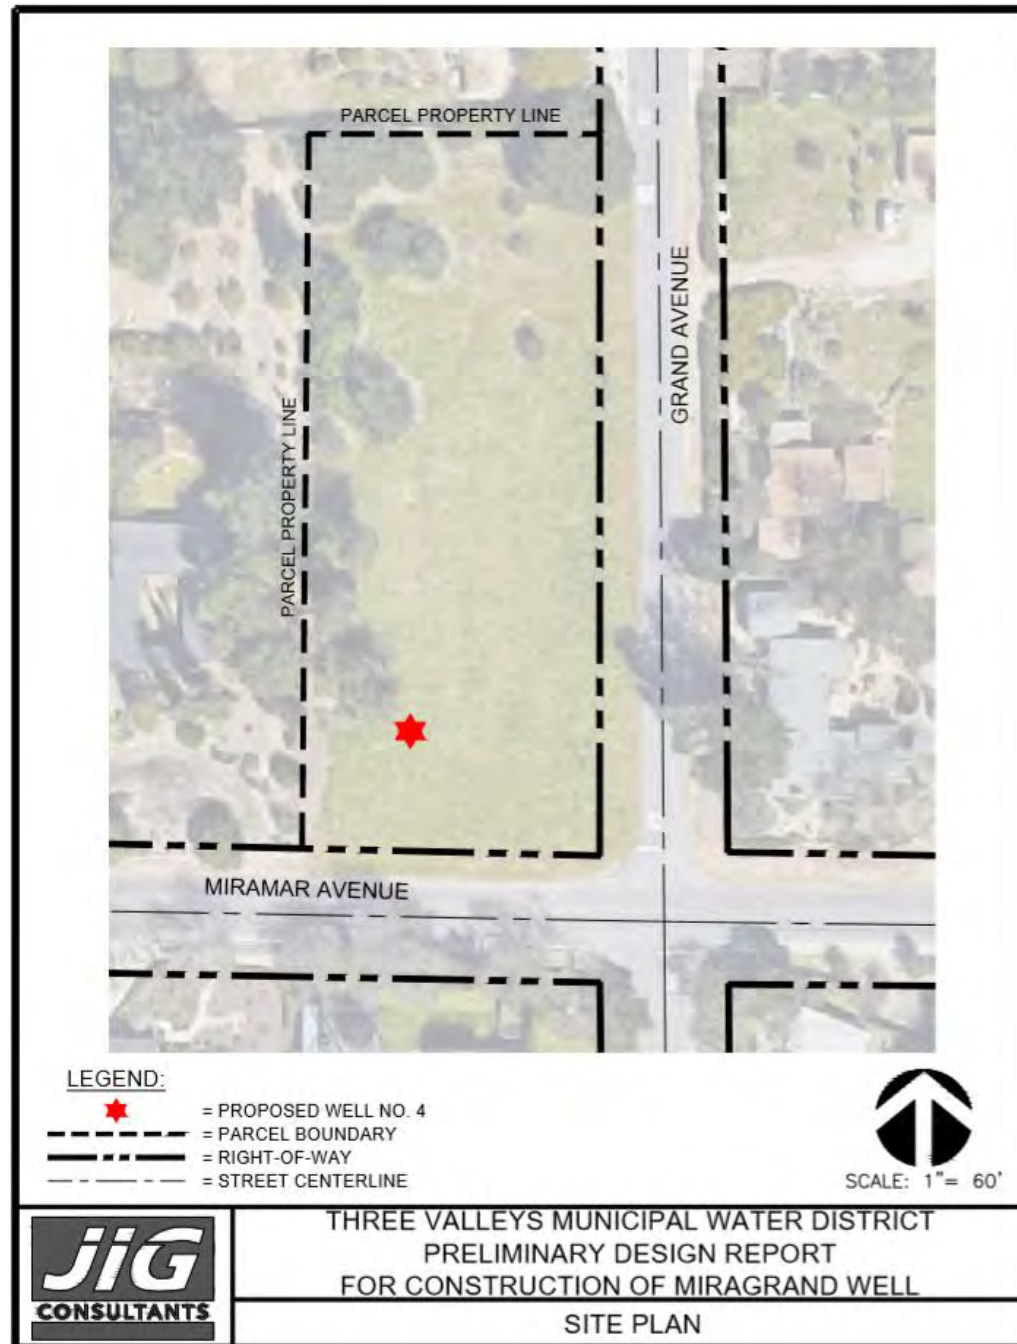 PARCEL PROPERTY LINE
GRAND AVENUE
PARCEL PROPERTY LINE
MIRAMAR AVENUE
LEGEND:
= PROPOSED WELL NO. 4
= PARCEL BOUNDARY
= RIGHT-OF-WAY
= STREET CENTERLINE
SCALE: 1"= 60'
JIG
CONSULTANTS
THREE VALLEYS MUNICIPAL WATER DISTRICT
PRELIMINARY DESIGN REPORT
FOR CONSTRUCTION OF MIRAGRAND WELL
SITE PLAN